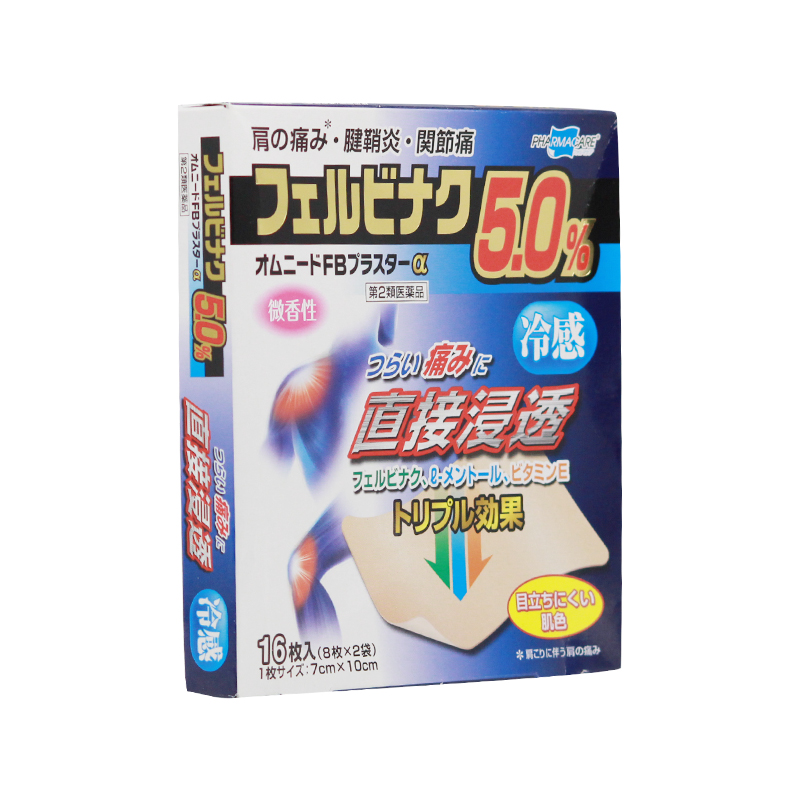 肩の痛み*・腱鞘炎・関節痛
PHARMACARE
フェルビナク 5.0%
オムニードFBプラスターα
第2類医薬品
微香性
冷感
つらい痛みに
直接浸透
フェルビナク、ℓ-メントール、ビタミンE
トリプル効果
目立ちにくい
肌色
16枚入(8枚×2袋)
1枚サイズ:7cm×10cm
*肩こりに伴う肩の痛み
第2類医薬品
オムニードFBプラスターα
フェルビナク 5.0%
つらい痛みに
直接浸透
冷感